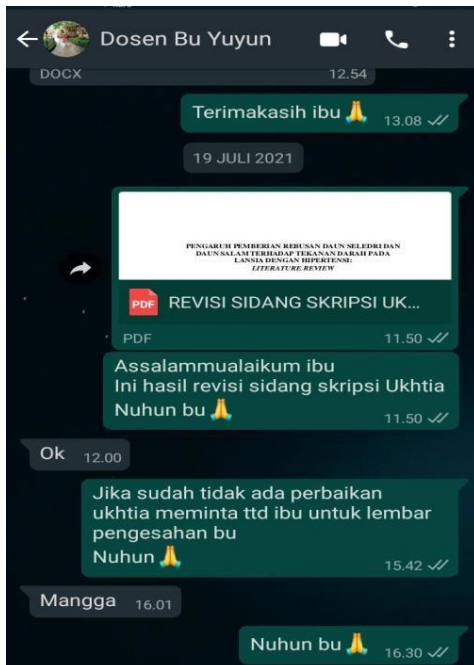 Dosen Bu Yuyun
DOCX 12.54
Terimakasih ibu🙏 13.08
19 JULI 2021
PENGARUH PEMBERIAN REBUSAN DAUN SELEDRI DAN
DAUN SALAM TERHADAP TEKANAN DARAH PADA
LANSIA DENGAN HIPERTENSI:
LITERATURE REVIEW
PDF REVISI SIDANG SKRIPSI UK...
PDF 11.50
Assalammualaikum ibu
Ini hasil revisi sidang skripsi Ukhtia
Nuhun bu🙏 11.50
Ok 12.00
Jika sudah tidak ada perbaikan
ukhtia meminta ttd ibu untuk lembar
pengesahan bu
Nuhun🙏 15.42
Mangga 16.01
Nuhun bu🙏 16.30